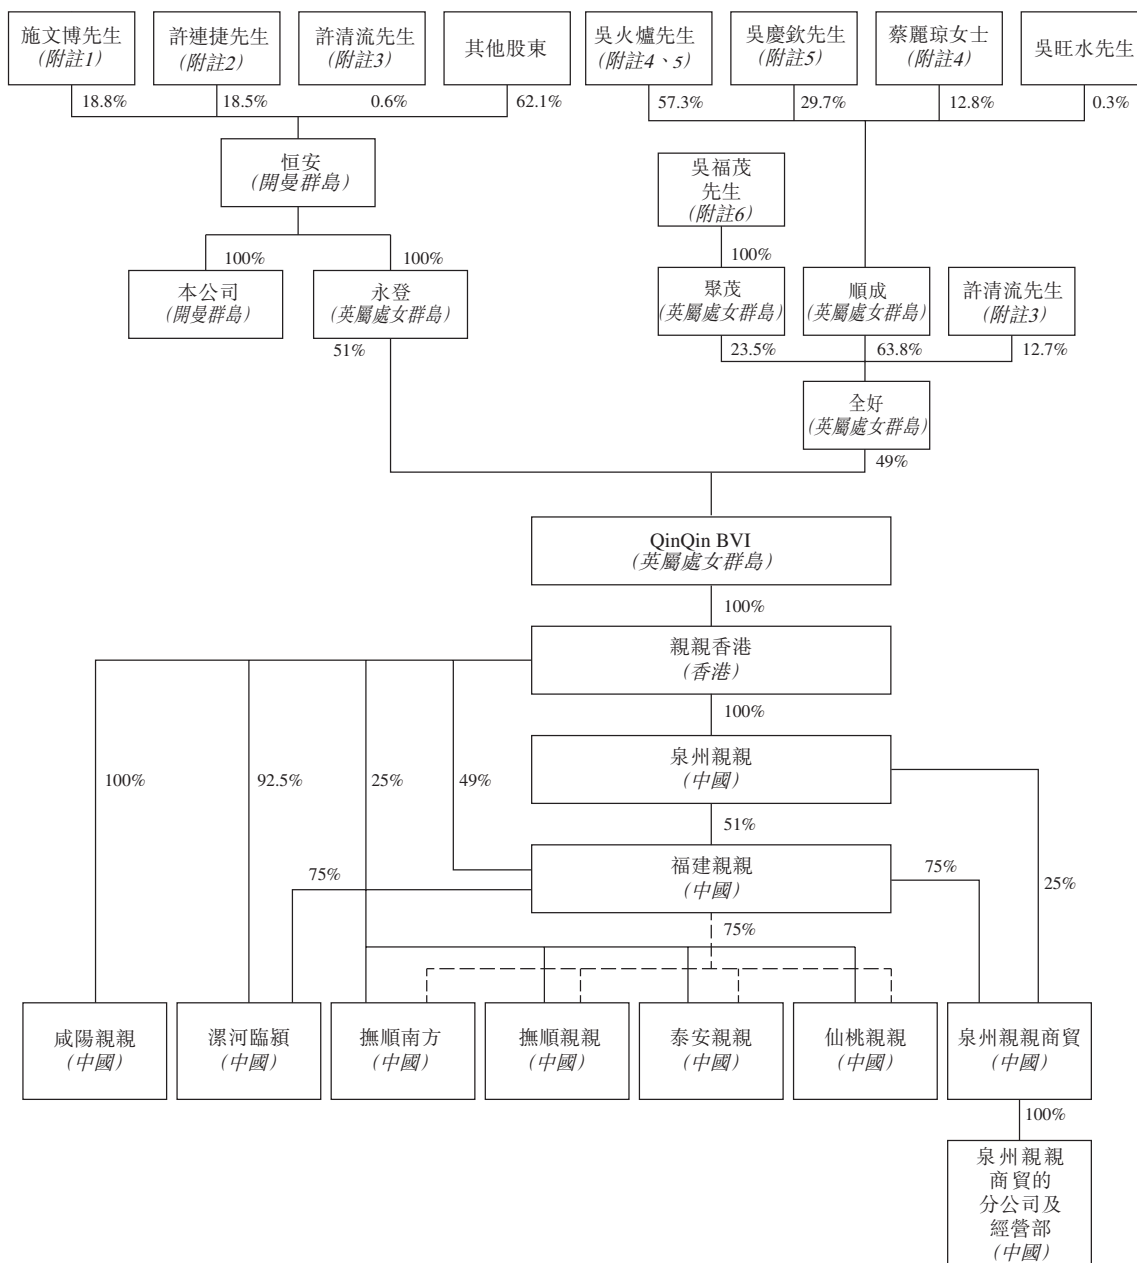 施文博先生
(附註1)
許連捷先生
(附註2)
許清流先生
(附註3)
其他股東
吳火爐先生
(附註4、5)
吳慶欽先生
(附註5)
蔡麗琼女士
(附註4)
吳旺水先生
18.8%
18.5%
0.6%
62.1%
57.3%
29.7%
12.8%
0.3%
恒安
(開曼群島)
吳福茂
先生
(附註6)
100%
100%
100%
本公司
(開曼群島)
永登
(英屬處女群島)
聚茂
(英屬處女群島)
順成
(英屬處女群島)
許清流先生
(附註3)
51%
23.5%
63.8%
12.7%
全好
(英屬處女群島)
49%
QinQin BVI
(英屬處女群島)
100%
親親香港
(香港)
100%
泉州親親
(中國)
100%
92.5%
25%
49%
51%
福建親親
(中國)
75%
75%
25%
75%
咸陽親親
(中國)
漯河臨潁
(中國)
撫順南方
(中國)
撫順親親
(中國)
泰安親親
(中國)
仙桃親親
(中國)
泉州親親商貿
(中國)
100%
泉州親親
商貿的
分公司及
經營部
(中國)